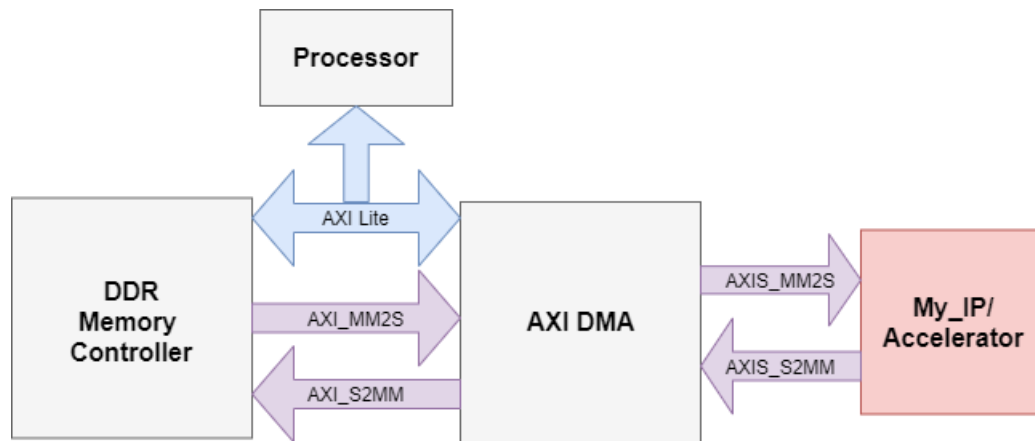 Processor
AXI Lite
DDR
Memory
Controller
AXI_MM2S
AXI_S2MM
AXI DMA
AXIS_MM2S
AXIS_S2MM
My_IP/
Accelerator